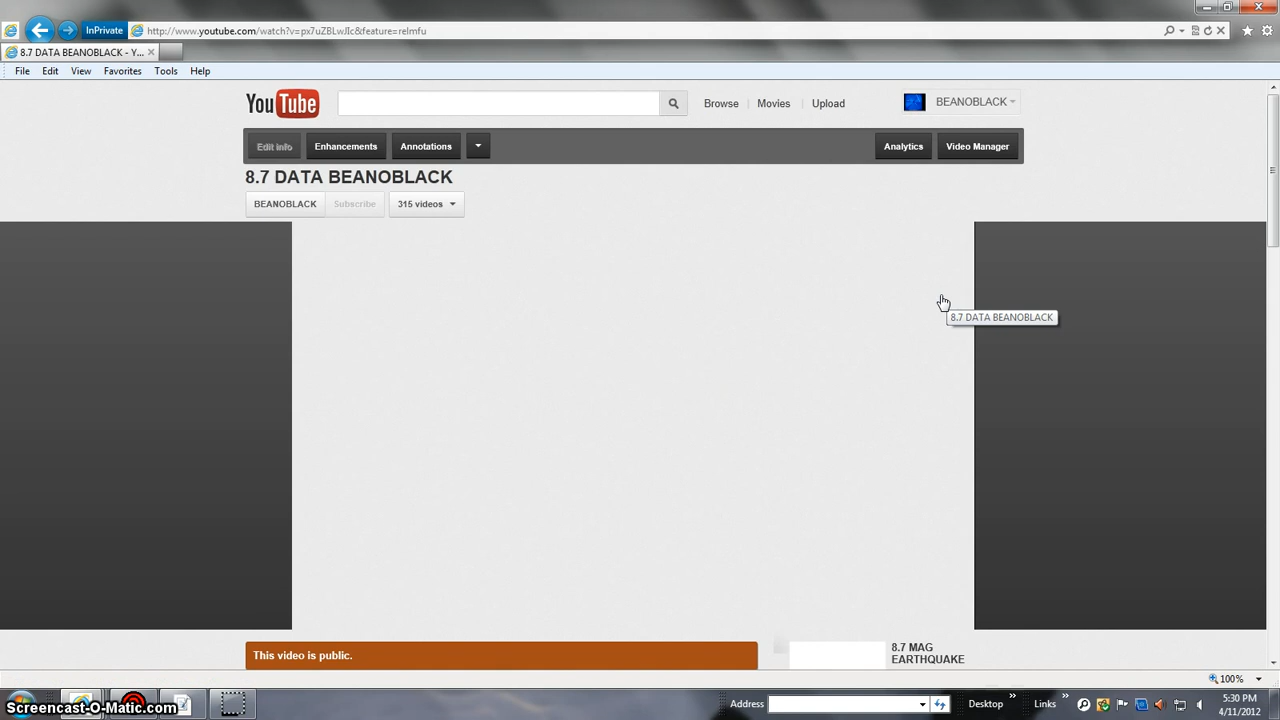 InPrivate
http://www.youtube.com/watch?v=px7uZBLwJIc&feature=relmfu
8.7 DATA BEANOBLACK - Y...
File Edit View Favorites Tools Help
YouTube Browse Movies Upload BEANOBLACK
Edit info Enhancements Annotations Analytics Video Manager
8.7 DATA BEANOBLACK
BEANOBLACK Subscribe 315 videos
8.7 DATA BEANOBLACK
This video is public.
8.7 MAG
EARTHQUAKE
100%
Screencast-O-Matic.com
Address Desktop Links
5:30 PM
4/11/2012